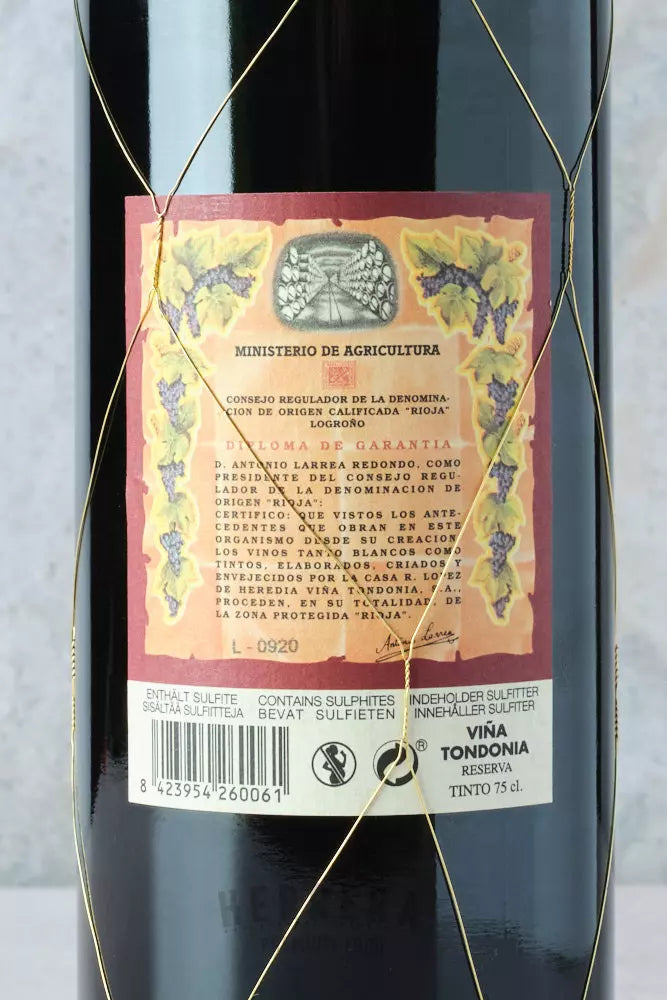 MINISTERIO DE AGRICULTURA
CONSEJO REGULADOR DE LA DENOMINA-
CION DE ORIGEN CALIFICADA "RIOJA"
LOGROÑO
DIPLOMA DE GARANTIA
D. ANTONIO LARREA REDONDO, COMO
PRESIDENTE DEL CONSEJO REGU-
LADOR DE LA DENOMINACION DE
ORIGEN "RIOJA":
CERTIFICO: QUE VISTOS LOS ANTE-
CEDENTES QUE OBRAN EN ESTE
ORGANISMO DESDE SU CREACION
LOS VINOS TANTO BLANCOS COMO
TINTOS, ELABORADOS, CRIADOS Y
ENVEJECIDOS POR LA CASA R. LOPEZ
DE HEREDIA VIÑA TONDONIA, S.A.,
PROCEDEN, EN SU TOTALIDAD, DE
LA ZONA PROTEGIDA "RIOJA".
L-0920
Antonio Larrea
ENTHÄLT SULFITE CONTAINS SULPHITES INDEHOLDER SULFITTER
SISÄLTÄÄ SULFIITTEJA BEVAT SULFIETEN INNEHÅLLER SULFITER
VIÑA
TONDONIA
RESERVA
TINTO 75 cl.
®
8 423954 260061
HERRERA